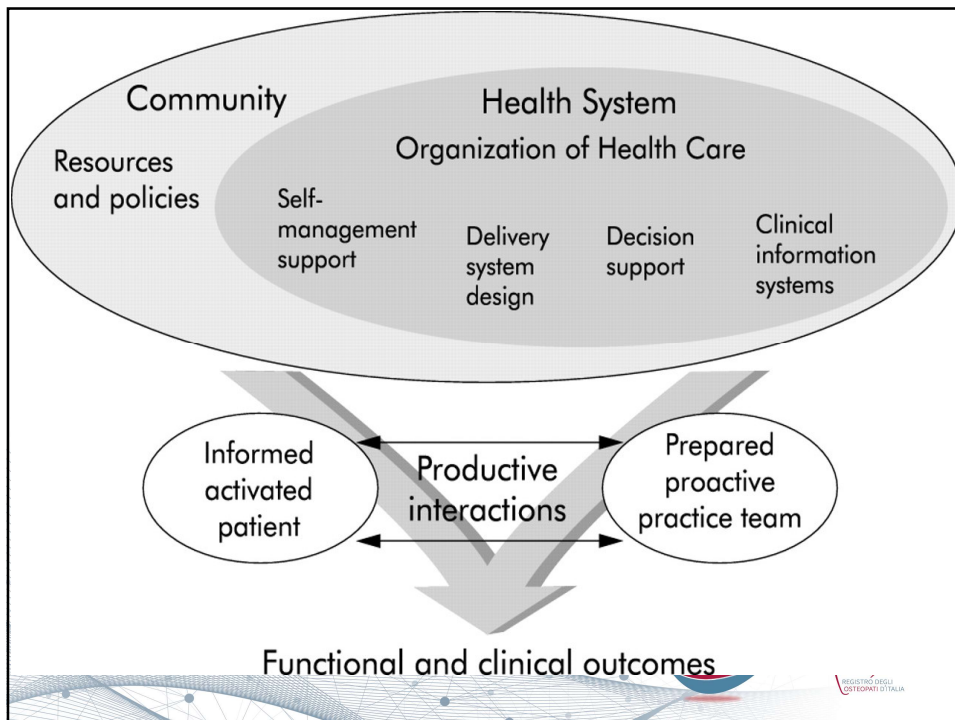 Community
Health System
Organization of Health Care
Resources
and policies
Self-
management
support
Delivery
system
design
Decision
support
Clinical
information
systems
Informed
activated
patient
Productive
interactions
Prepared
proactive
practice team
Functional and clinical outcomes
REGISTRO DEGLI
OSTEOPATI D'ITALIA